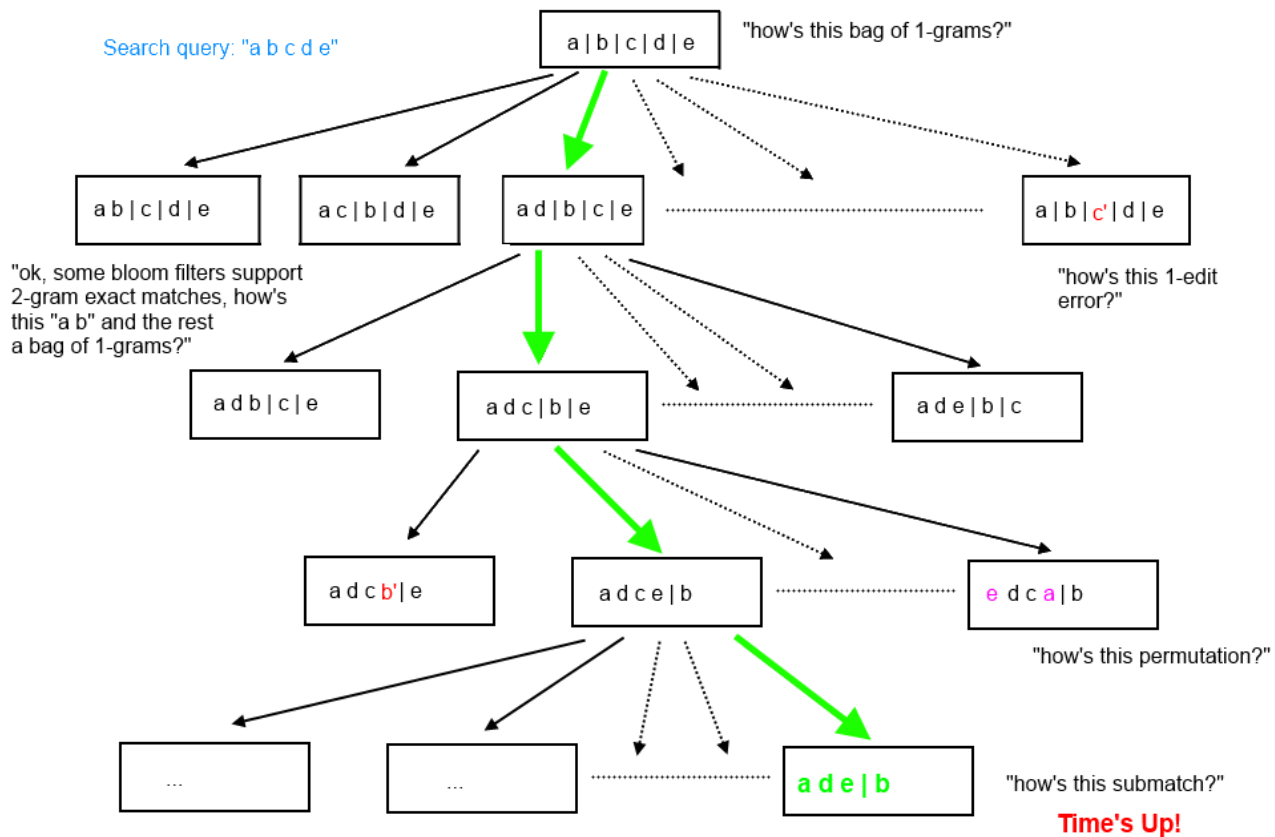 Search query: "a b c d e"
a | b | c | d | e
"how's this bag of 1-grams?"
a b | c | d | e
a c | b | d | e
a d | b | c | e
a | b | c' | d | e
"ok, some bloom filters support
2-gram exact matches, how's
this "a b" and the rest
a bag of 1-grams?"
"how's this 1-edit
error?"
a d b | c | e
a d c | b | e
a d e | b | c
a d c b' | e
a d c e | b
e d c a | b
"how's this permutation?"
...
...
a d e | b
"how's this submatch?"
Time's Up!